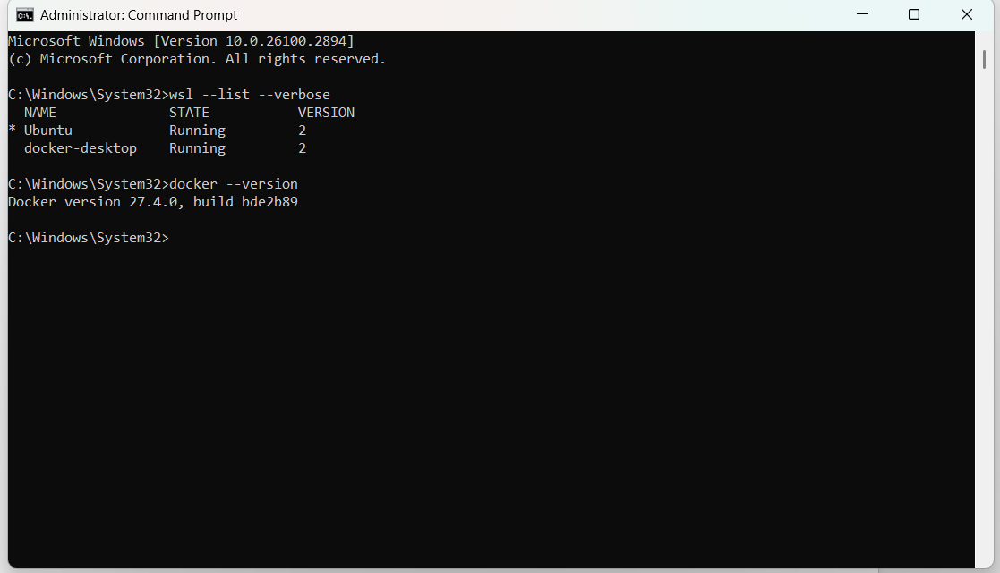 Administrator: Command Prompt
Microsoft Windows [Version 10.0.26100.2894]
(c) Microsoft Corporation. All rights reserved.
C:\Windows\System32>wsl --list --verbose
  NAME              STATE           VERSION
* Ubuntu            Running         2
  docker-desktop    Running         2
C:\Windows\System32>docker --version
Docker version 27.4.0, build bde2b89
C:\Windows\System32>